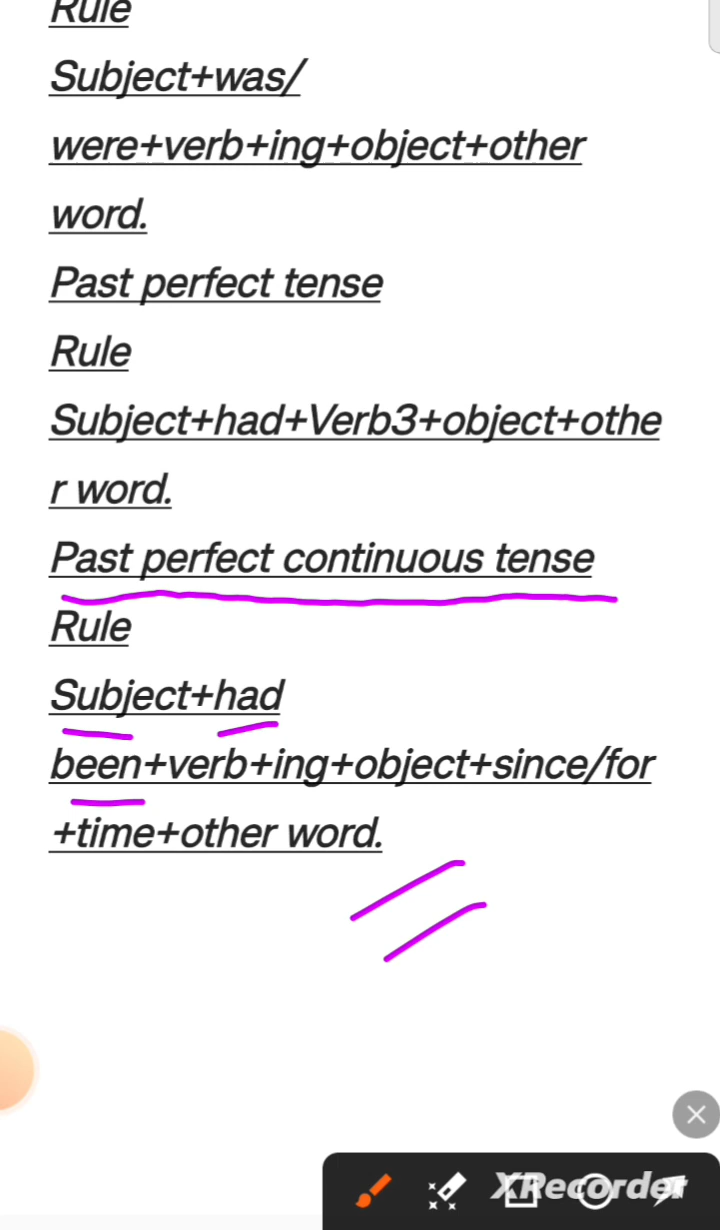 Rule
Subject+was/
were+verb+ing+object+other
word.
Past perfect tense
Rule
Subject+had+Verb3+object+othe
r word.
Past perfect continuous tense
Rule
Subject+had
been+verb+ing+object+since/for
+time+other word.
XRecorder